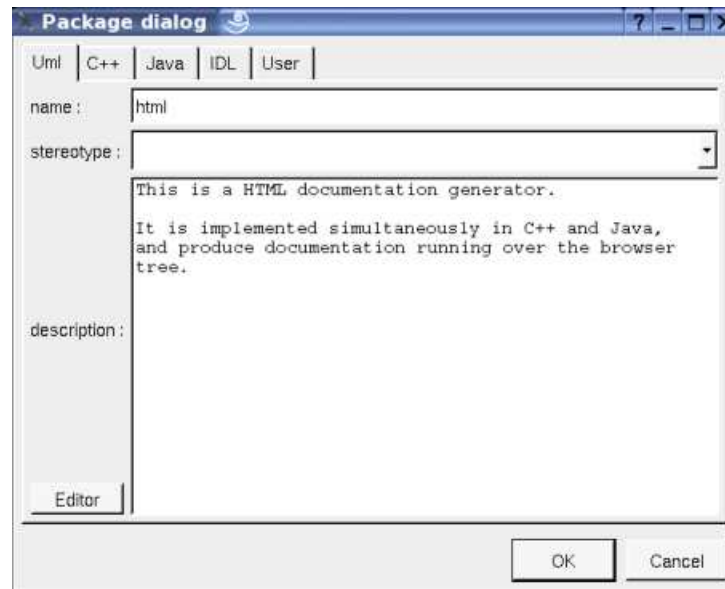 Package dialog
Uml C++ Java IDL User
name : html
stereotype :
This is a HTML documentation generator.
It is implemented simultaneously in C++ and Java,
and produce documentation running over the browser
tree.
description :
Editor
OK Cancel